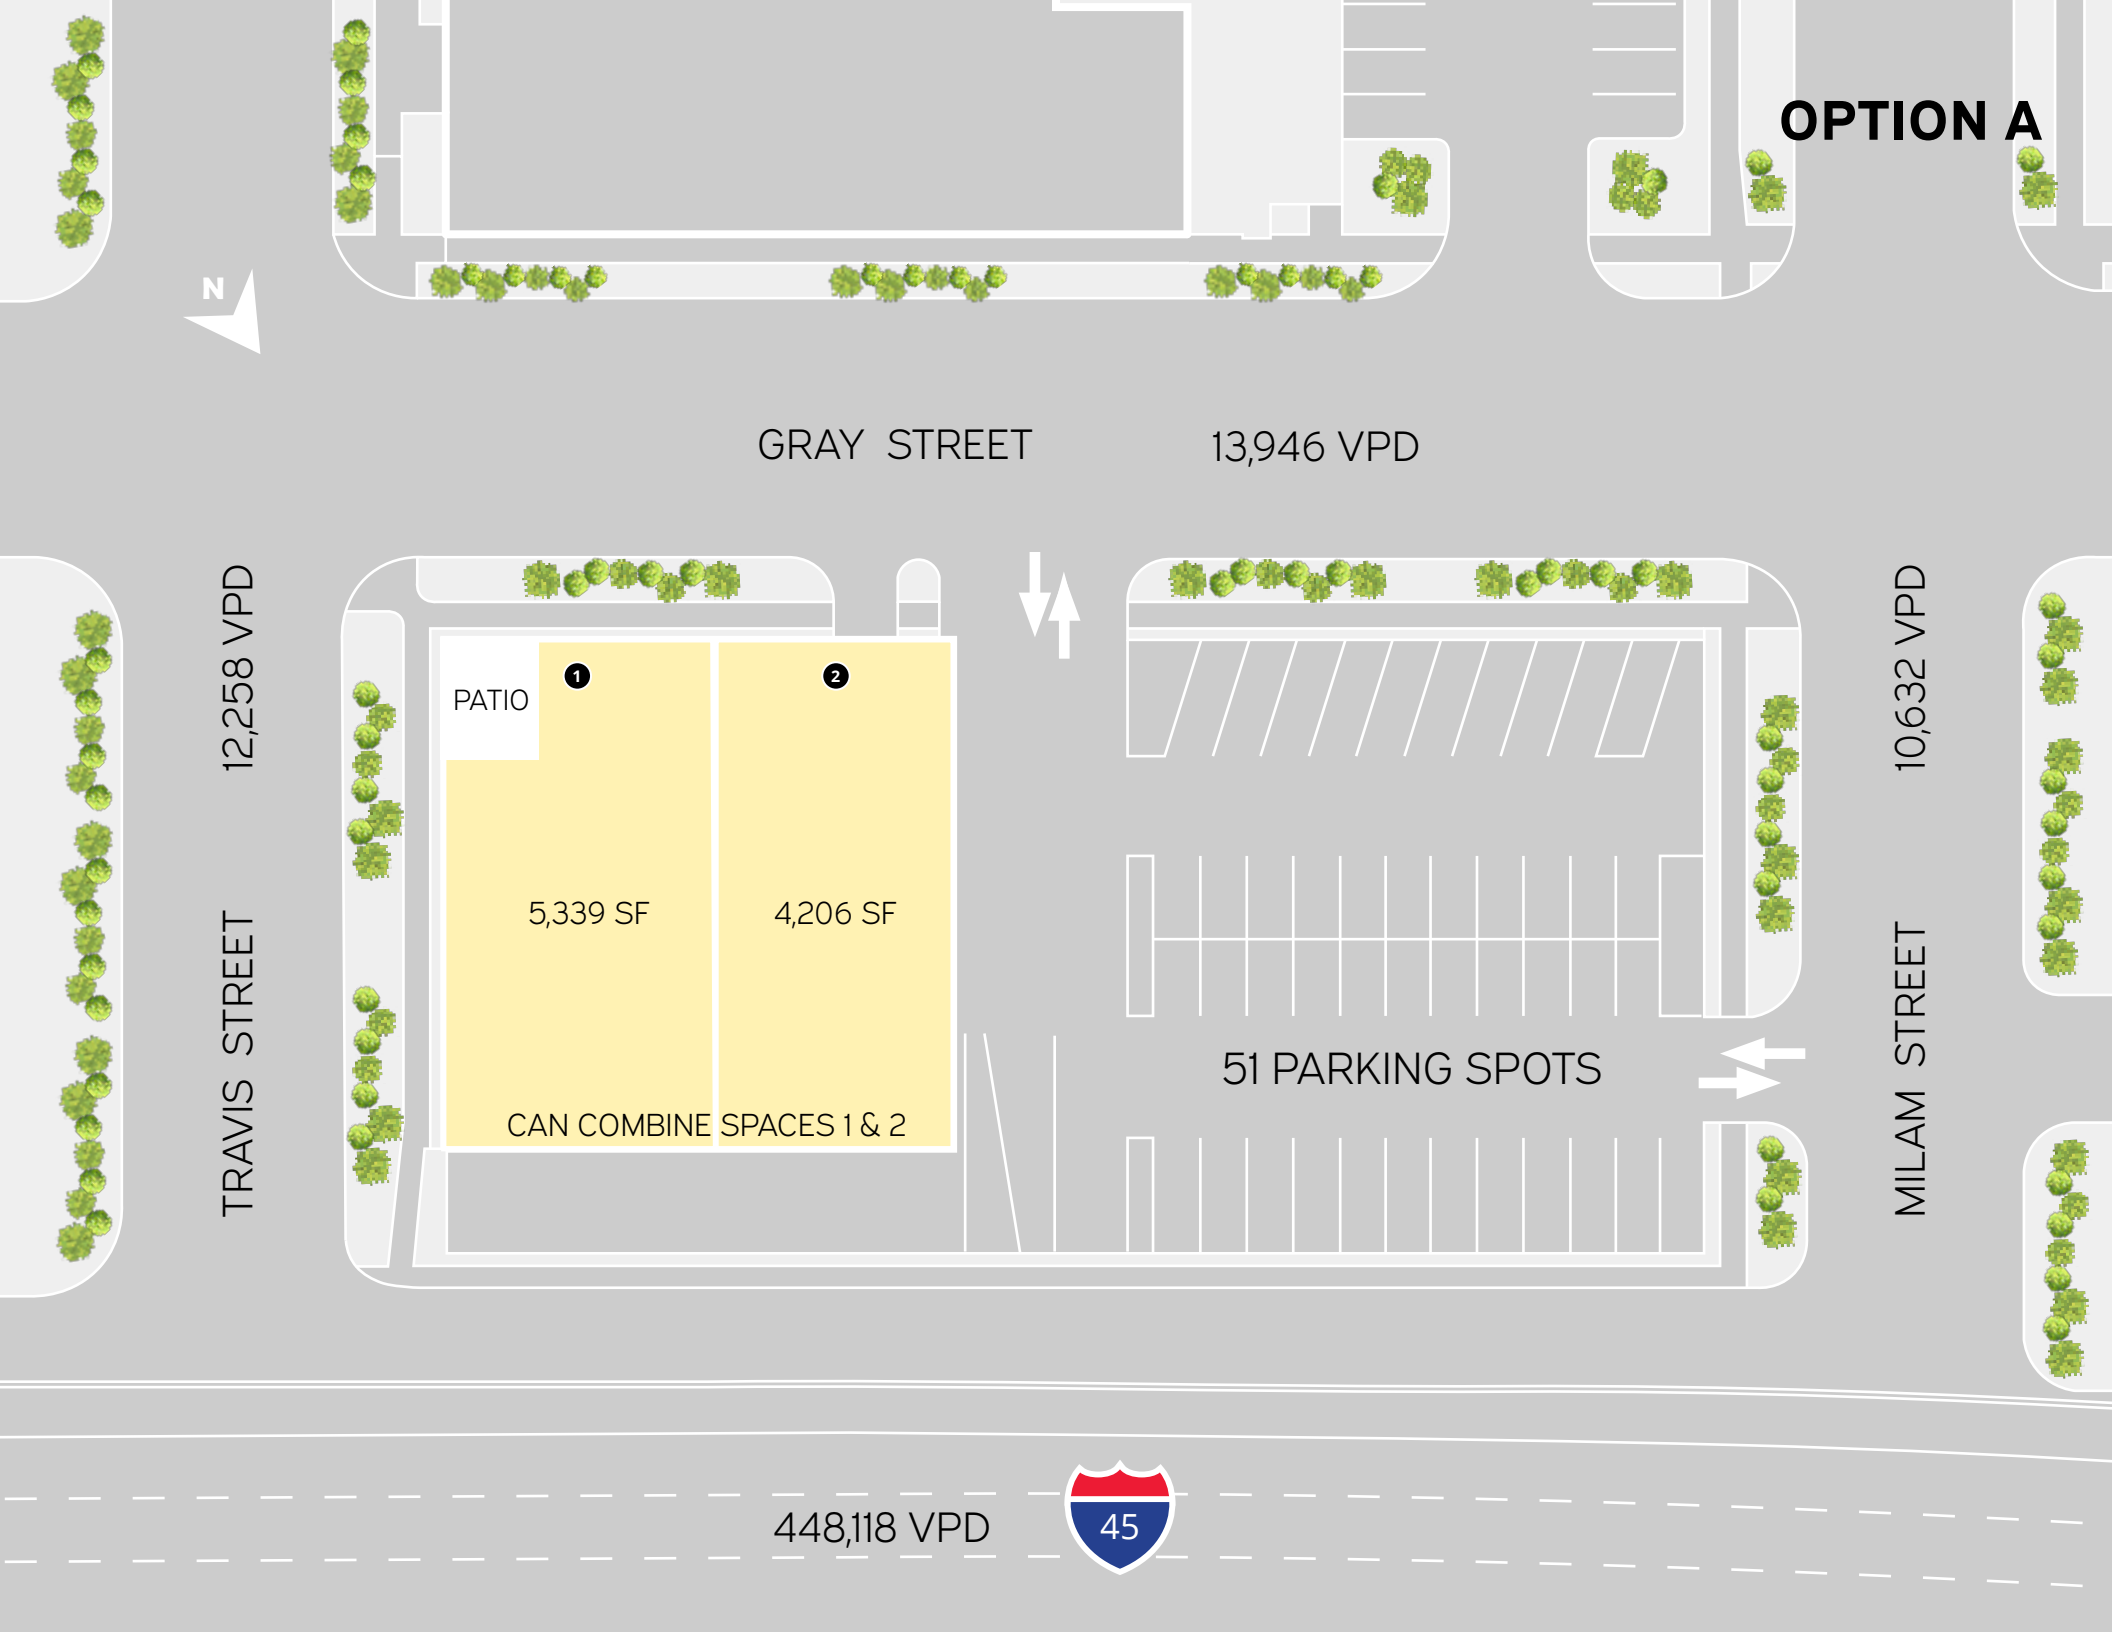 OPTION A
N
GRAY STREET 13,946 VPD
12,258 VPD
TRAVIS STREET
10,632 VPD
MILAM STREET
PATIO
1
2
5,339 SF
4,206 SF
CAN COMBINE SPACES 1 & 2
51 PARKING SPOTS
448,118 VPD
45